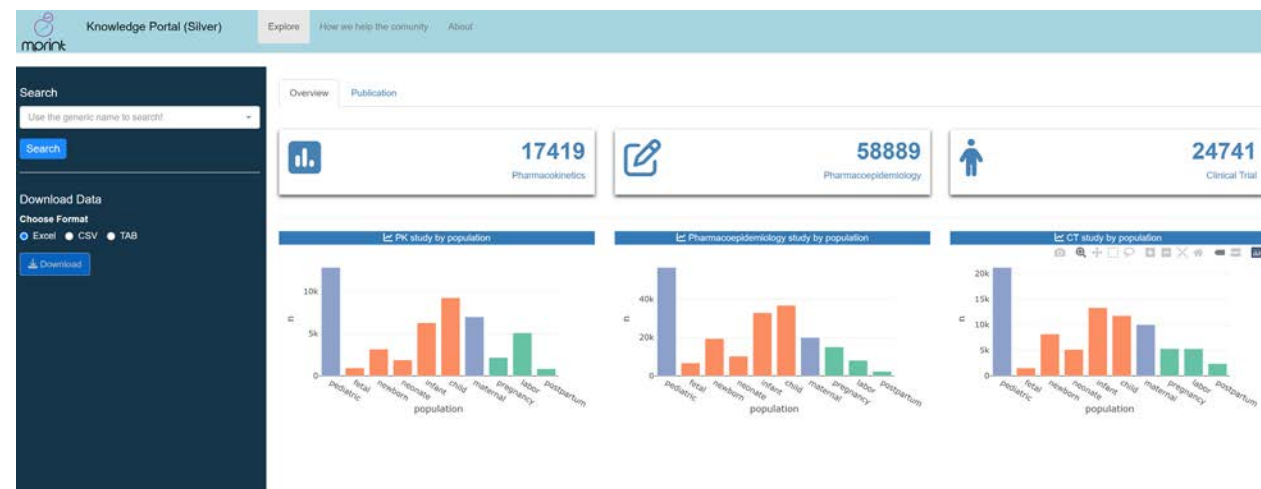 mprint
Knowledge Portal (Silver)
Explore
How we help the comunity
About
Search
Use the generic name to search!
Search
Download Data
Choose Format
Excel CSV TAB
Download
Overview
Publication
17419
Pharmacokinetics
58889
Pharmacoepidemiology
24741
Clinical Trial
PK study by population
n
10k
5k
0
pediatric
fetal
newborn
neonate
infant
child
maternal
pregnancy
labor
postpartum
population
Pharmacoepidemiology study by population
n
40k
20k
0
pediatric
fetal
newborn
neonate
infant
child
maternal
pregnancy
labor
postpartum
population
CT study by population
n
20k
15k
10k
5k
0
pediatric
fetal
newborn
neonate
infant
child
maternal
pregnancy
labor
postpartum
population